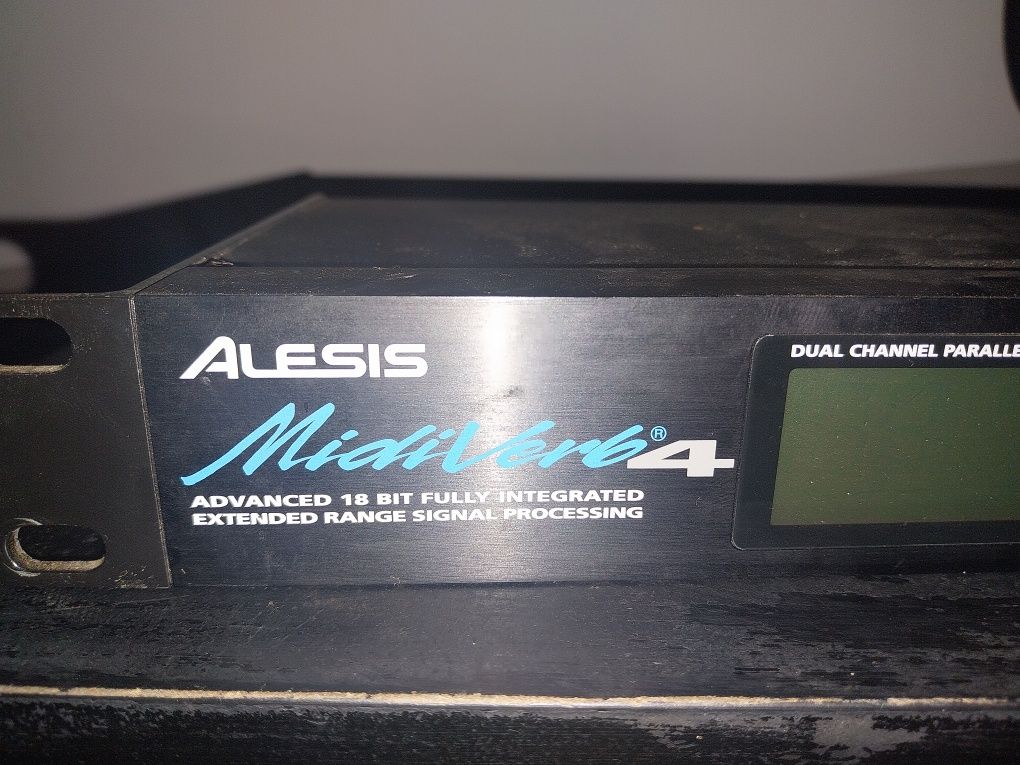 ALESIS
MidiVerb® 4
ADVANCED 18 BIT FULLY INTEGRATED
EXTENDED RANGE SIGNAL PROCESSING
DUAL CHANNEL PARALLE